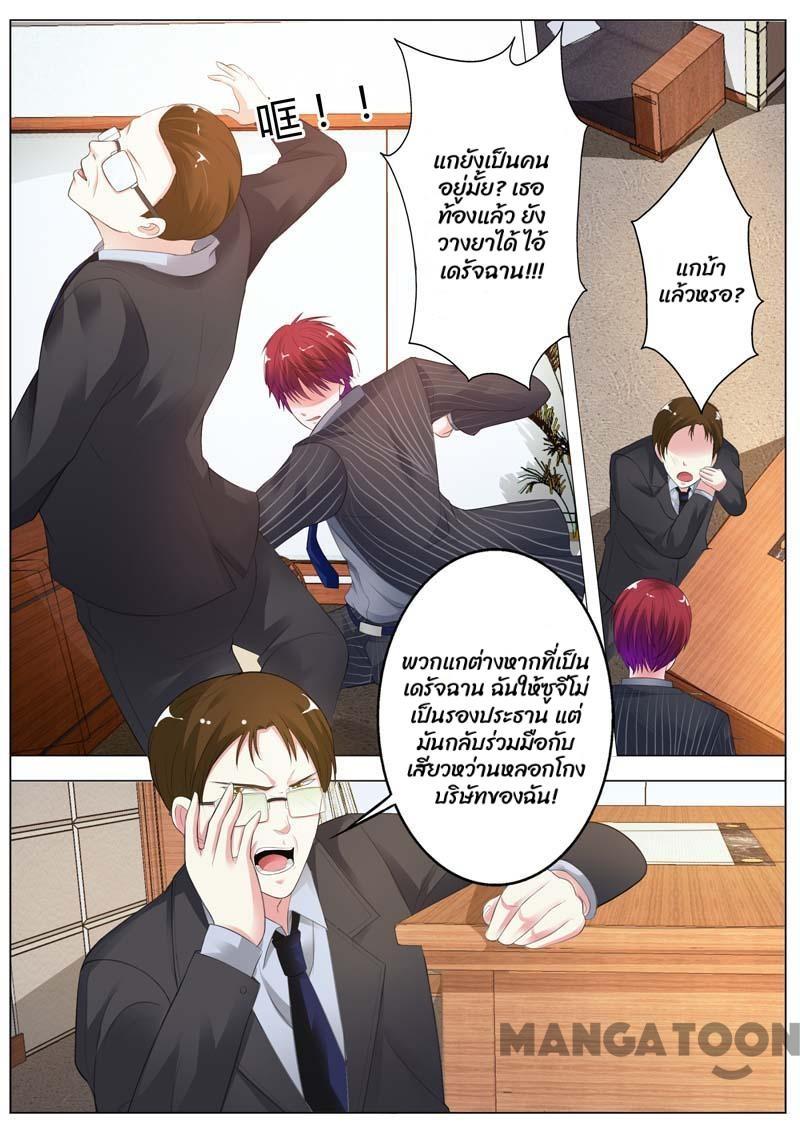 哐！！
แกยังเป็นคน
อยู่มั้ย? เธอ
ท้องแล้ว ยัง
วางยาได้ ไอ้
เดรัจฉาน!!!
แกบ้า
แล้วหรอ?
พวกแกต่างหากที่เป็น
เดรัจฉาน ฉันให้ซูจื่โม่
เป็นรองประธาน แต่
มันกลับร่วมมือกับ
เสียวหว่านหลอกโกง
บริษัทของฉัน!
MANGATOON